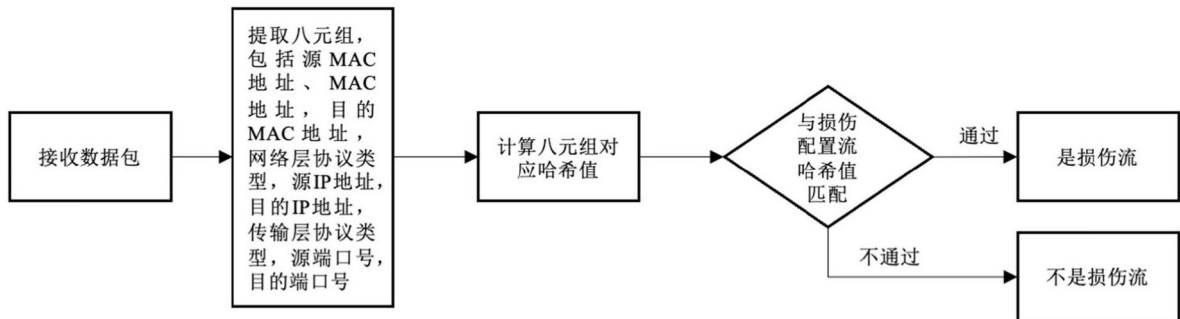 接收数据包
提取八元组，
包括源MAC
地址、MAC
地址，目的
MAC地址，
网络层协议类
型，源IP地址，
目的IP地址，
传输层协议类
型，源端口号，
目的端口号
计算八元组对
应哈希值
与损伤
配置流
哈希值
匹配
通过
是损伤流
不通过
不是损伤流